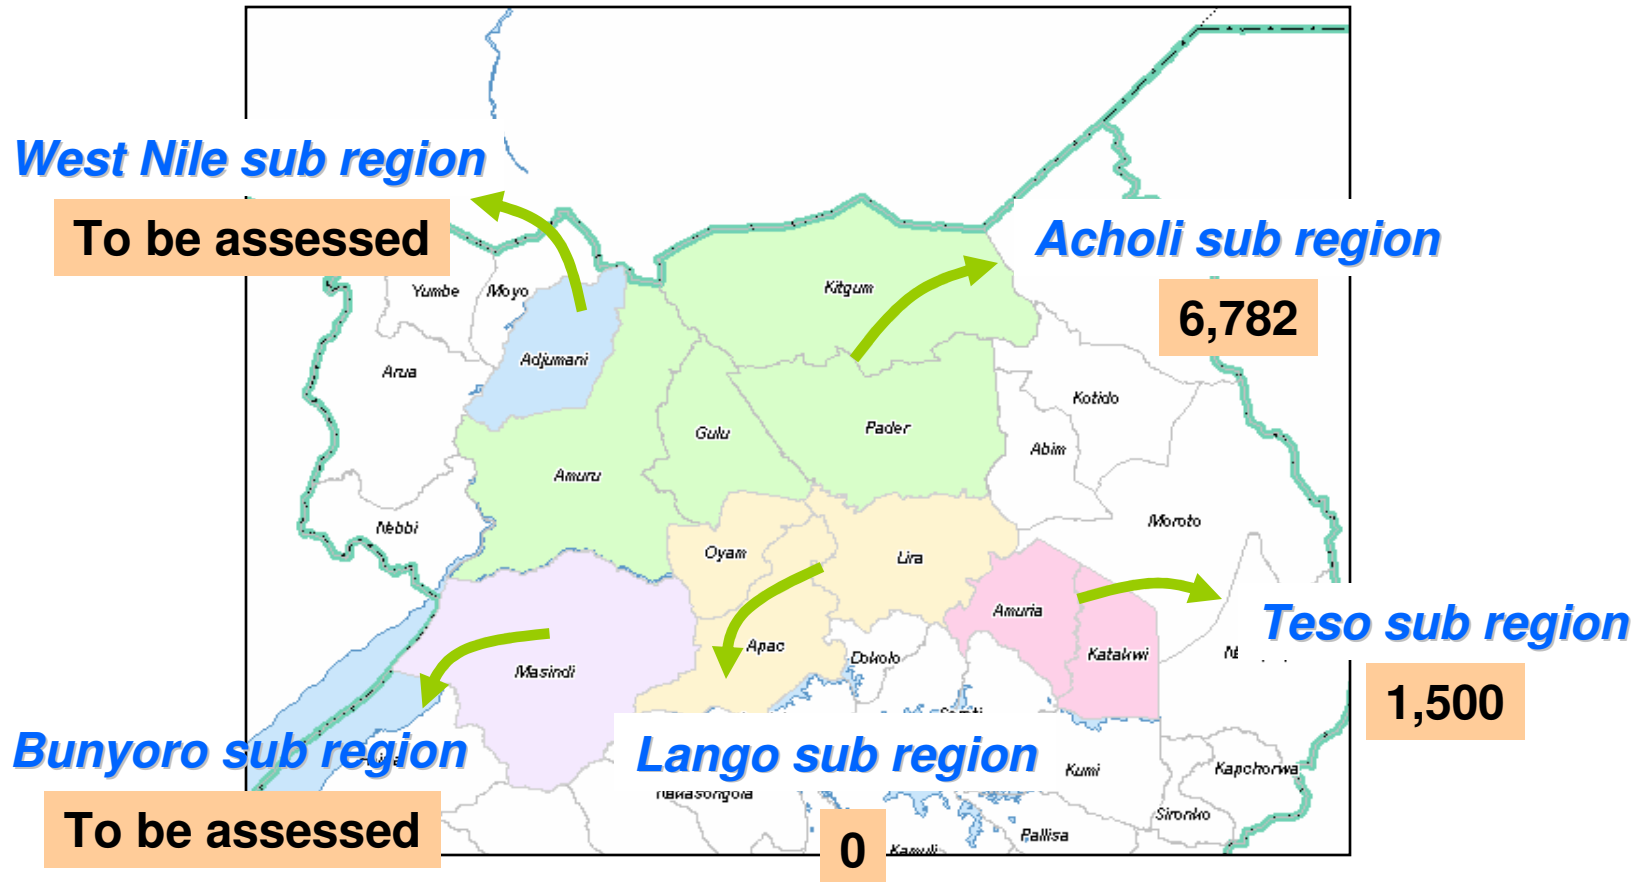 West Nile sub region
To be assessed
Acholi sub region
6,782
Yumbe
Moyo
Kitgum
Adjumani
Arua
Kotido
Gulu
Pader
Abim
Amuru
Nebbi
Moroto
Oyam
Lira
Amuria
Teso sub region
1,500
Apac
Dokolo
Katakwi
Masindi
Bunyoro sub region
To be assessed
Lango sub region
0
Kumi
Kapchorwa
Sironko
Pallisa